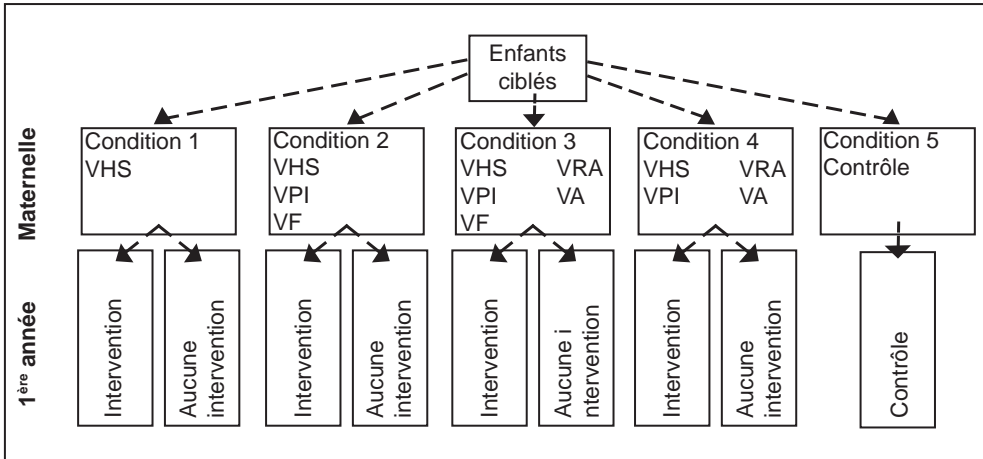 Enfants
ciblés
Maternelle
Condition 1
VHS
Condition 2
VHS
VPI
VF
Condition 3
VHS VRA
VPI VA
VF
Condition 4
VHS VRA
VPI VA
Condition 5
Contrôle
1ère année
Intervention
Aucune
intervention
Intervention
Aucune
intervention
Intervention
Aucune i
ntervention
Intervention
Aucune
intervention
Contrôle